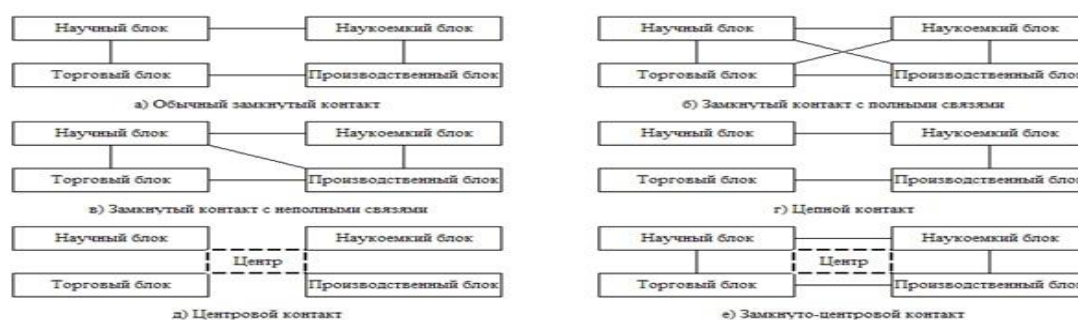 Научный блок Наукоемкий блок
Торговый блок Производственный блок
а) Обычный замкнутый контакт
Научный блок Наукоемкий блок
Торговый блок Производственный блок
б) Замкнутый контакт с полными связями
Научный блок Наукоемкий блок
Торговый блок Производственный блок
в) Замкнутый контакт с неполными связями
Научный блок Наукоемкий блок
Торговый блок Производственный блок
г) Цепной контакт
Научный блок Наукоемкий блок
Центр
Торговый блок Производственный блок
д) Центровой контакт
Научный блок Наукоемкий блок
Центр
Торговый блок Производственный блок
е) Замкнуто-центровой контакт